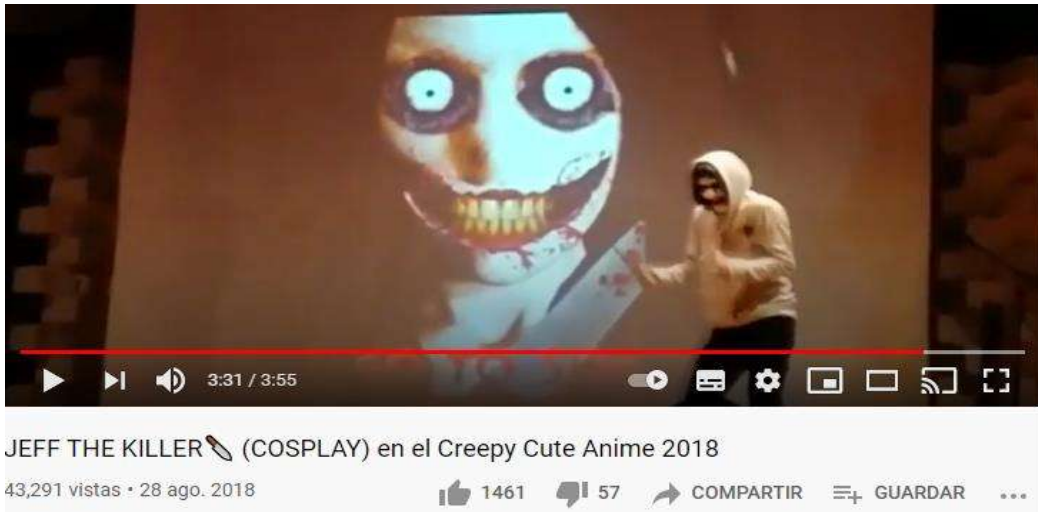 3:31 / 3:55
JEFF THE KILLER🔪 (COSPLAY) en el Creepy Cute Anime 2018
43,291 vistas • 28 ago. 2018 1461 57 COMPARTIR GUARDAR